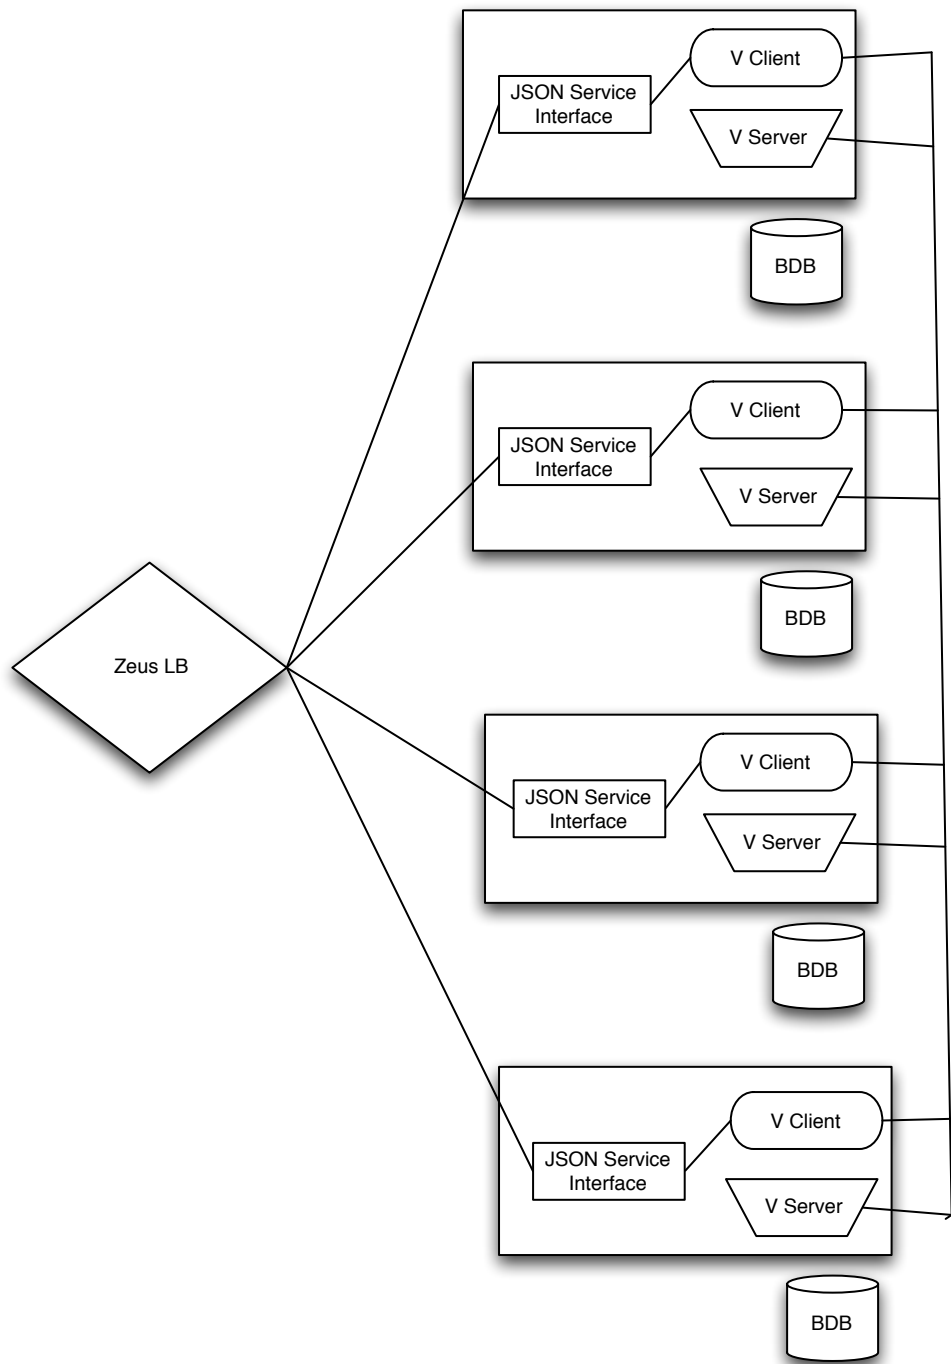 V Client
JSON Service
Interface
V Server
BDB
V Client
JSON Service
Interface
V Server
BDB
Zeus LB
V Client
JSON Service
Interface
V Server
BDB
V Client
JSON Service
Interface
V Server
BDB